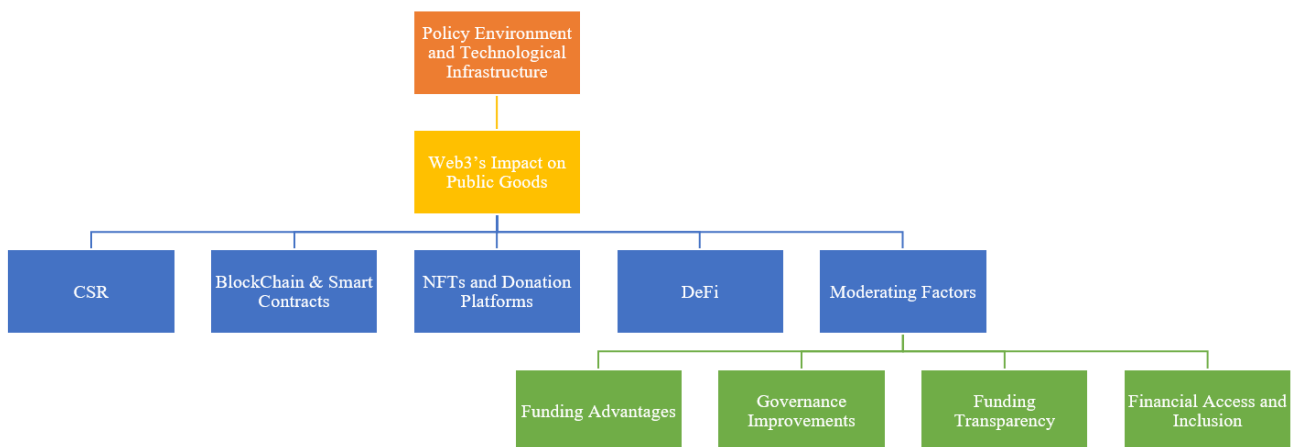 Policy Environment
and Technological
Infrastructure
Web3’s Impact on
Public Goods
CSR
BlockChain & Smart
Contracts
NFTs and Donation
Platforms
DeFi
Moderating Factors
Funding Advantages
Governance
Improvements
Funding
Transparency
Financial Access and
Inclusion